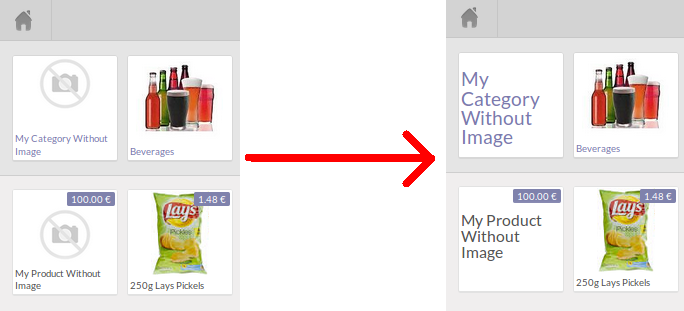 My Category Without
Image
Beverages
100.00 €
1.48 €
Lay's
Pickles
My Product Without
Image
250g Lays Pickels
My
Category
Without
Image
Beverages
100.00 €
1.48 €
Lay's
Pickles
My Product
Without
Image
250g Lays Pickels